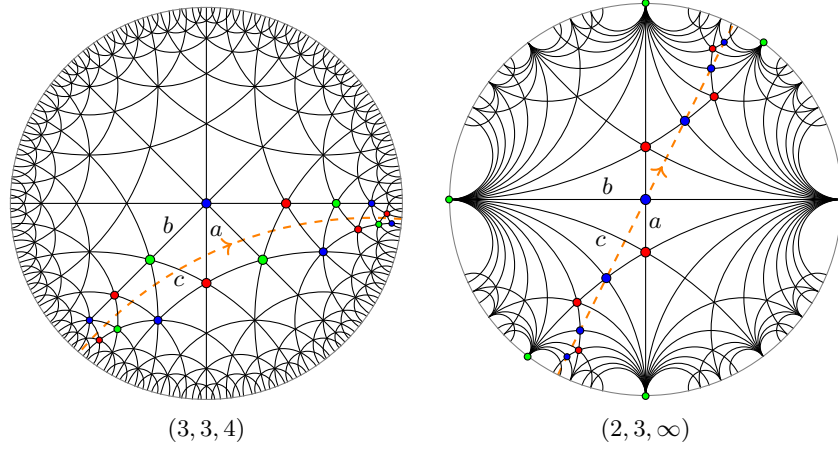 b a
c
(3, 3, 4)
b
a
c
(2, 3, ∞)